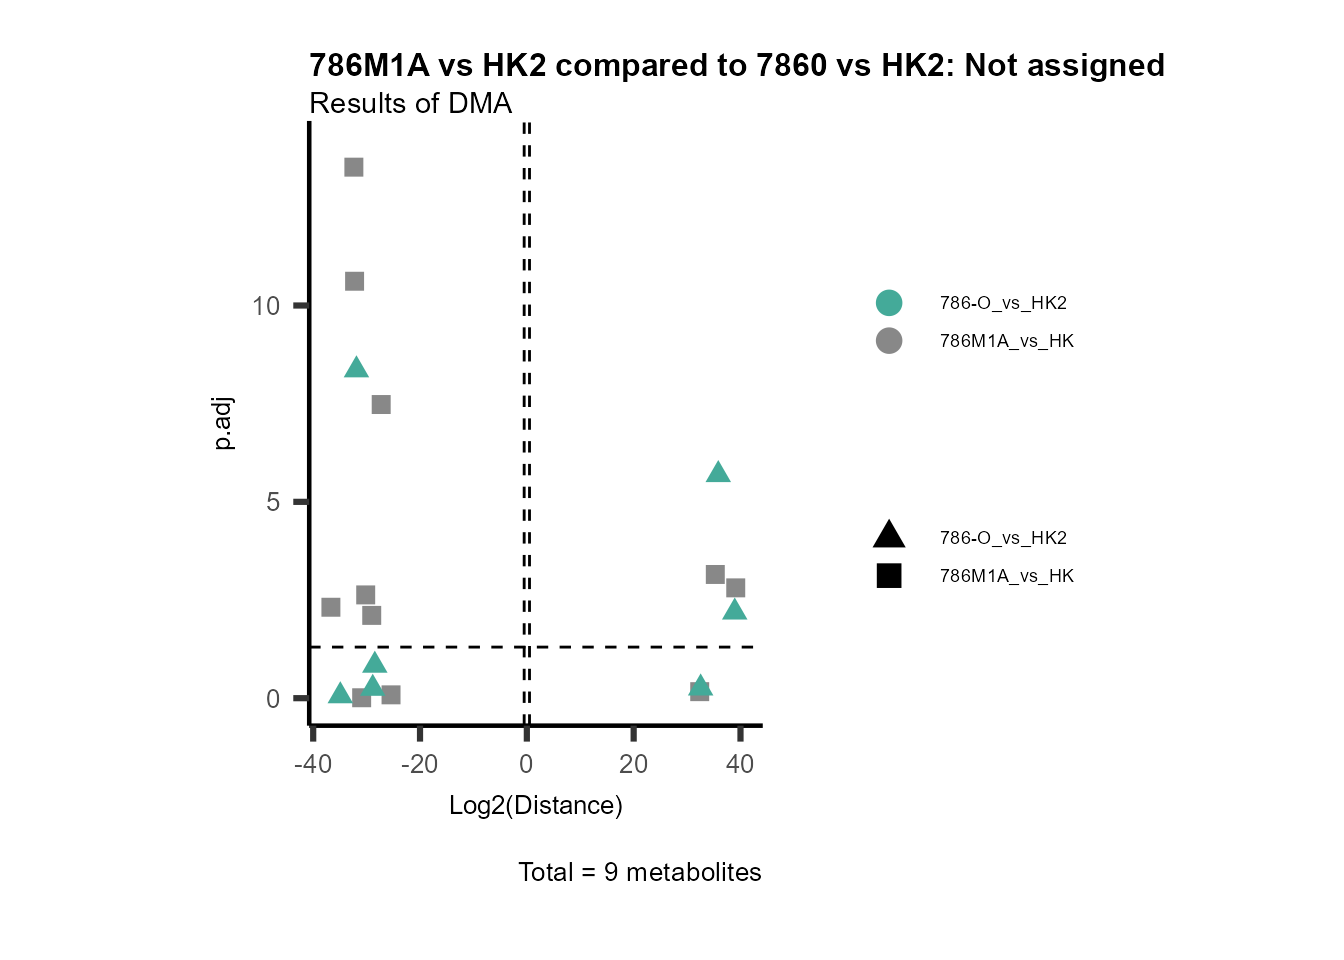 786M1A vs HK2 compared to 7860 vs HK2: Not assigned
Results of DMA
10
5
0
p.adj
-40 -20 0 20 40
Log2(Distance)
Total = 9 metabolites
786-O_vs_HK2
786M1A_vs_HK
786-O_vs_HK2
786M1A_vs_HK